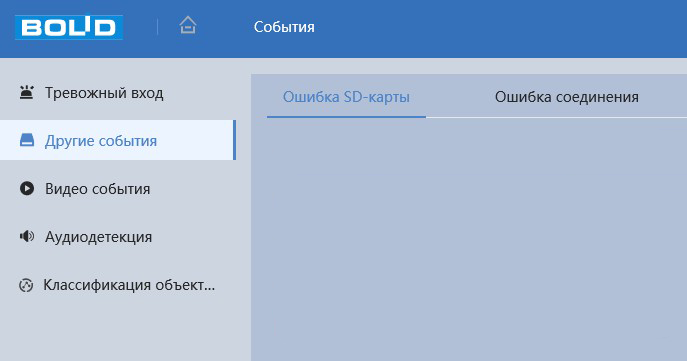 BOLID
События
Тревожный вход
Ошибка SD-карты
Ошибка соединения
Другие события
Видео события
Аудиодетекция
Классификация объект...